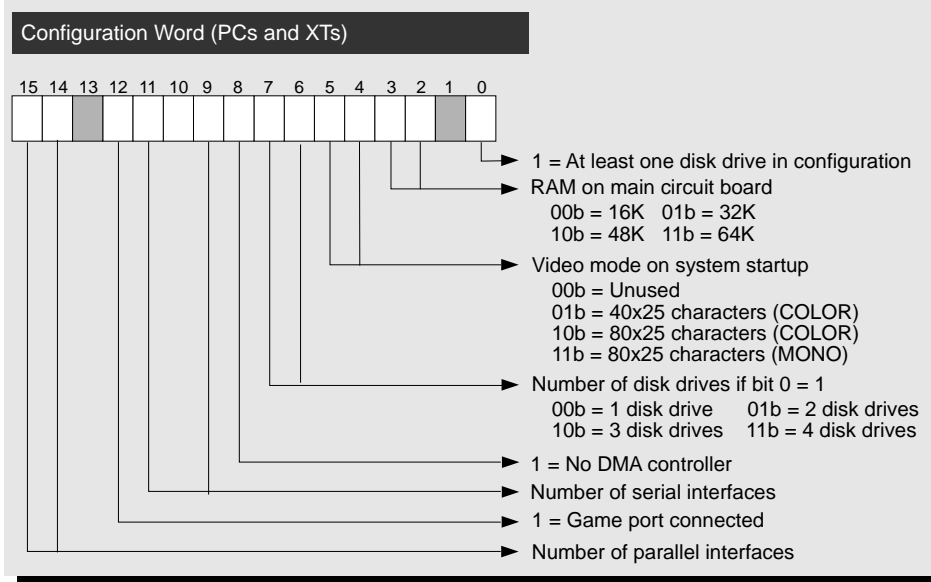 Configuration Word (PCs and XTs)
15 14 13 12 11 10 9 8 7 6 5 4 3 2 1 0
1 = At least one disk drive in configuration
RAM on main circuit board
00b = 16K 01b = 32K
10b = 48K 11b = 64K
Video mode on system startup
00b = Unused
01b = 40x25 characters (COLOR)
10b = 80x25 characters (COLOR)
11b = 80x25 characters (MONO)
Number of disk drives if bit 0 = 1
00b = 1 disk drive 01b = 2 disk drives
10b = 3 disk drives 11b = 4 disk drives
1 = No DMA controller
Number of serial interfaces
1 = Game port connected
Number of parallel interfaces